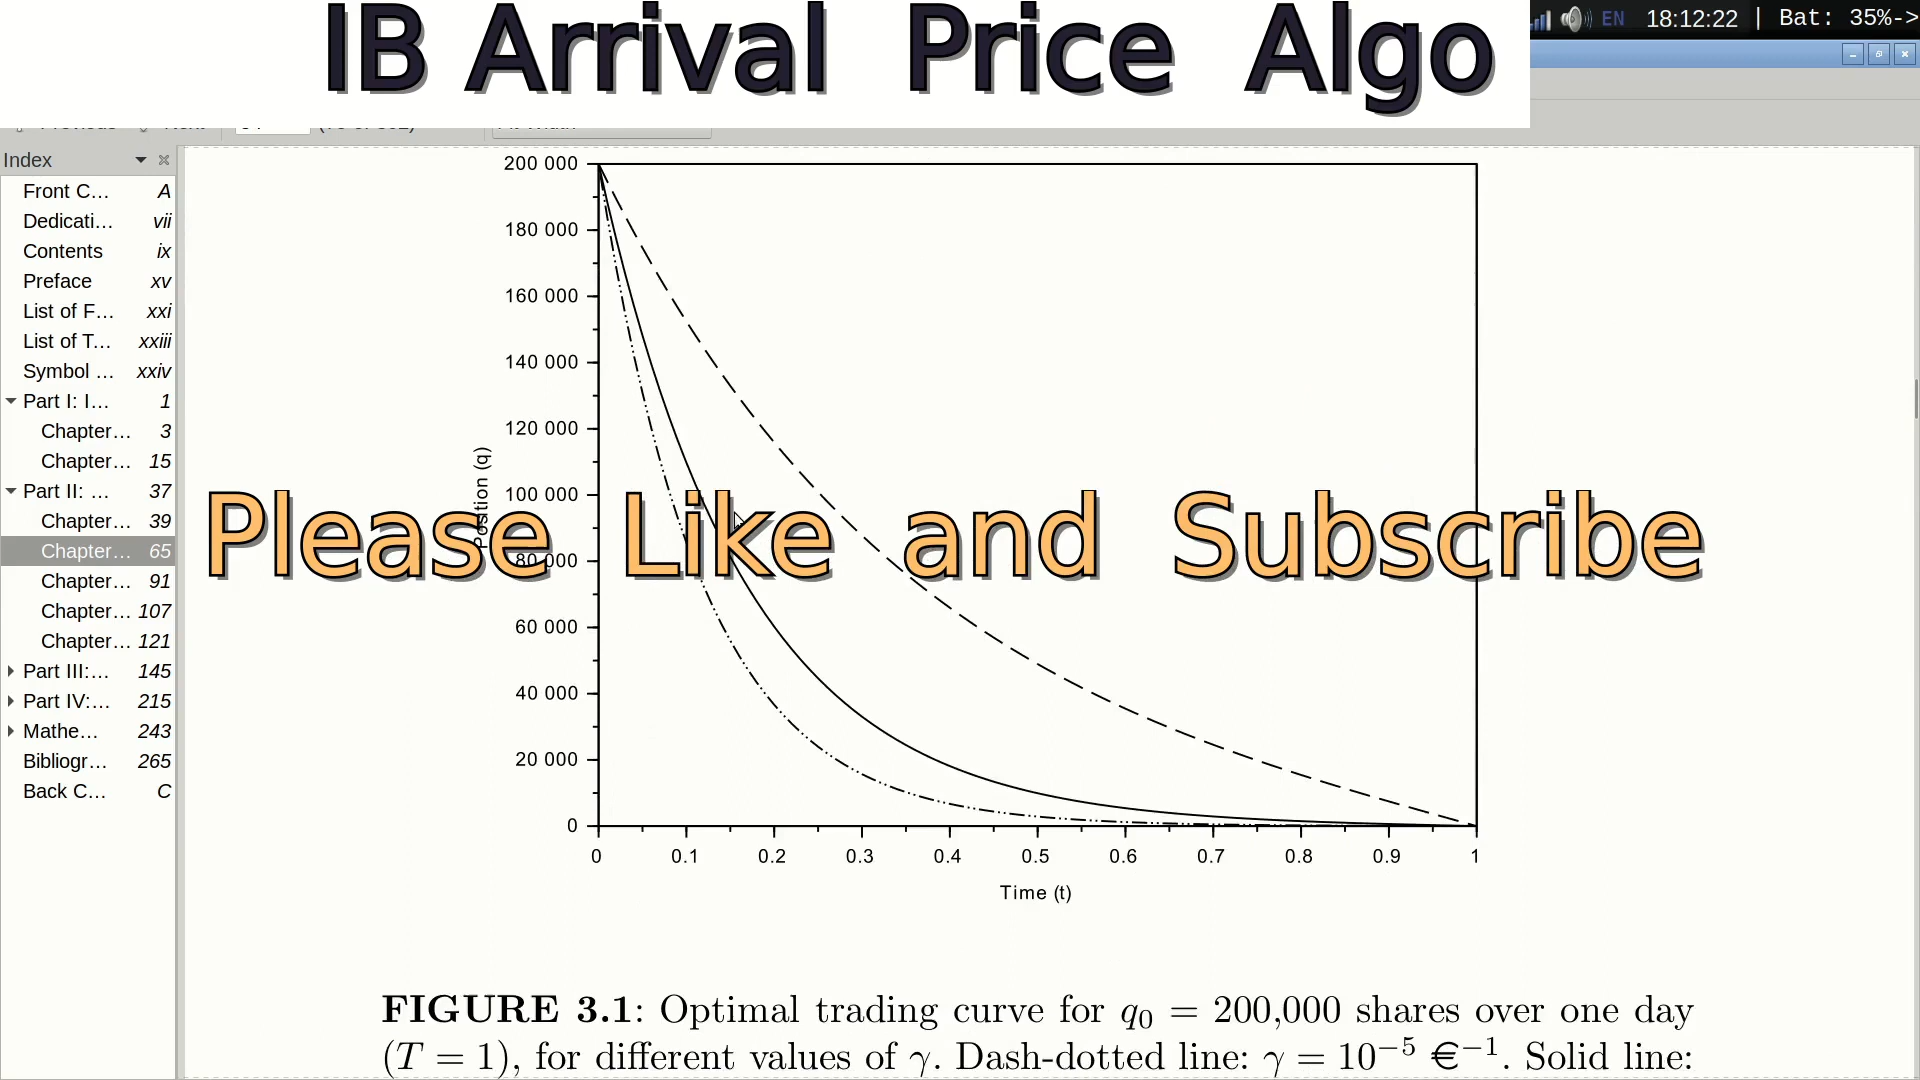 IB Arrival Price Algo
EN 18:12:22 | Bat: 35%->
Index
Front C... A
Dedicati... vii
Contents ix
Preface xv
List of F... xxi
List of T... xxiii
Symbol ... xxiv
Part I: I... 1
Chapter... 3
Chapter... 15
Part II: ... 37
Chapter... 39
Chapter... 65
Chapter... 91
Chapter... 107
Chapter... 121
Part III:... 145
Part IV:... 215
Mathe... 243
Bibliogr... 265
Back C... C
200 000
180 000
160 000
140 000
120 000
100 000
80 000
60 000
40 000
20 000
0
Position (q)
Please Like and Subscribe
0 0.1 0.2 0.3 0.4 0.5 0.6 0.7 0.8 0.9 1
Time (t)
FIGURE 3.1: Optimal trading curve for q₀ = 200,000 shares over one day
(T = 1), for different values of γ. Dash-dotted line: γ = 10⁻⁵ €⁻¹. Solid line: